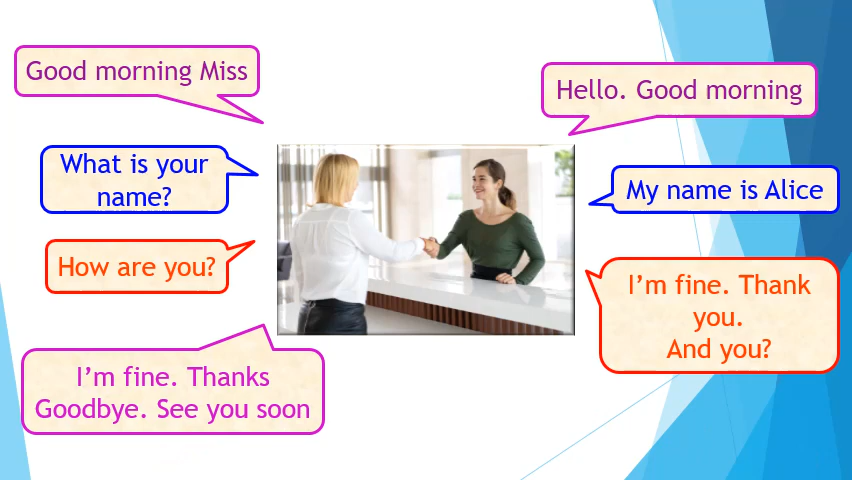 Good morning Miss
Hello. Good morning
What is your
name?
My name is Alice
How are you?
I'm fine. Thank
you.
And you?
I'm fine. Thanks
Goodbye. See you soon